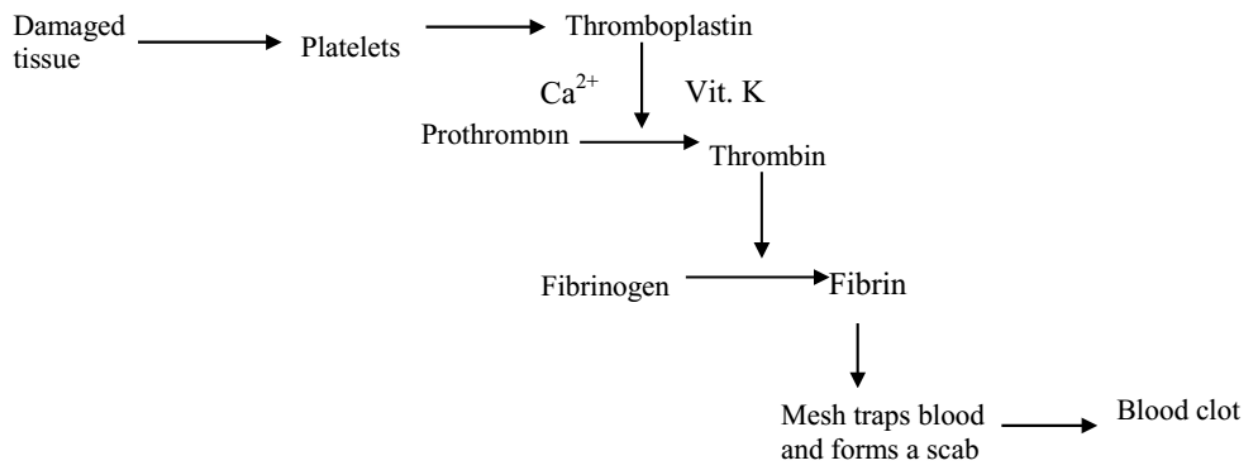 Damaged
tissue
Platelets
Thromboplastin
Ca²⁺ Vit. K
Prothrombin
Thrombin
Fibrinogen
Fibrin
Mesh traps blood
and forms a scab
Blood clot